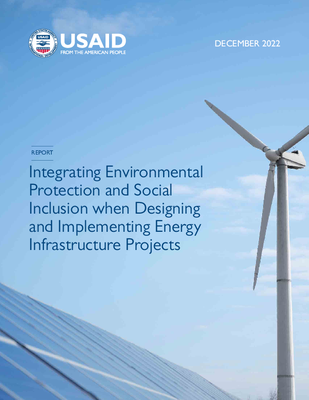 USAID
FROM THE AMERICAN PEOPLE
DECEMBER 2022
REPORT
Integrating Environmental
Protection and Social
Inclusion when Designing
and Implementing Energy
Infrastructure Projects